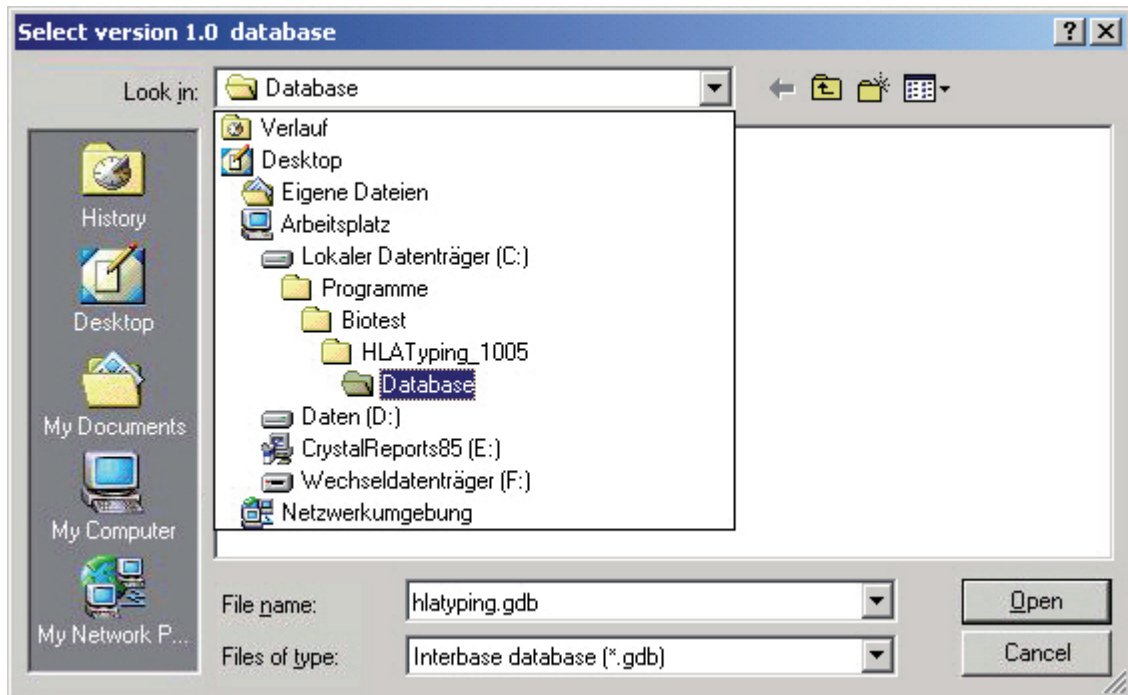 Select version 1.0 database
Look in:
Database
Verlauf
Desktop
Eigene Dateien
Arbeitsplatz
Lokaler Datenträger (C:)
Programme
Biotest
HLATyping_1005
Database
Daten (D:)
CrystalReports85 (E:)
Wechseldatenträger (F:)
Netzwerkumgebung
History
Desktop
My Documents
My Computer
My Network P...
File name:
hlatyping.gdb
Open
Files of type:
Interbase database (*.gdb)
Cancel